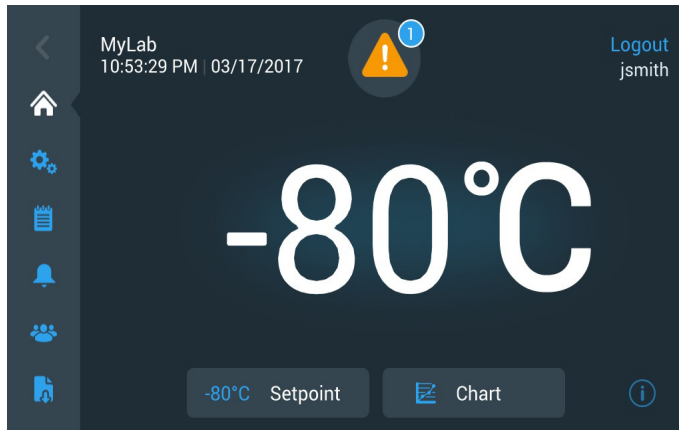 MyLab
10:53:29 PM | 03/17/2017
1
Logout
jsmith
-80°C
-80°C Setpoint
Chart